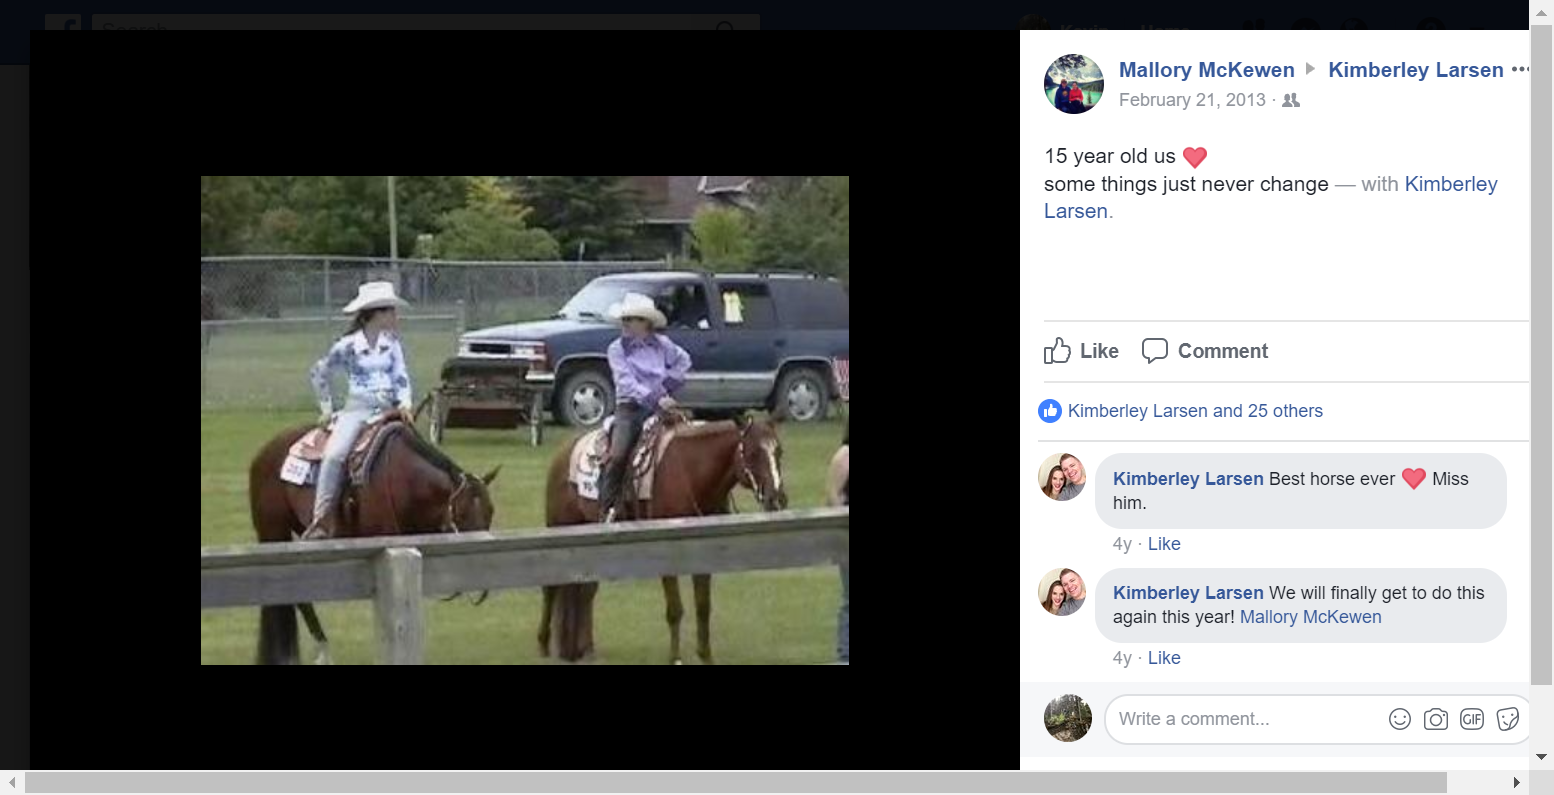 Search
Mallory McKewen Kimberley Larsen ...
February 21, 2013 ·
15 year old us
some things just never change — with Kimberley
Larsen.
Like Comment
Kimberley Larsen and 25 others
Kimberley Larsen Best horse ever Miss
him.
4y · Like
Kimberley Larsen We will finally get to do this
again this year! Mallory McKewen
4y · Like
Write a comment... GIF